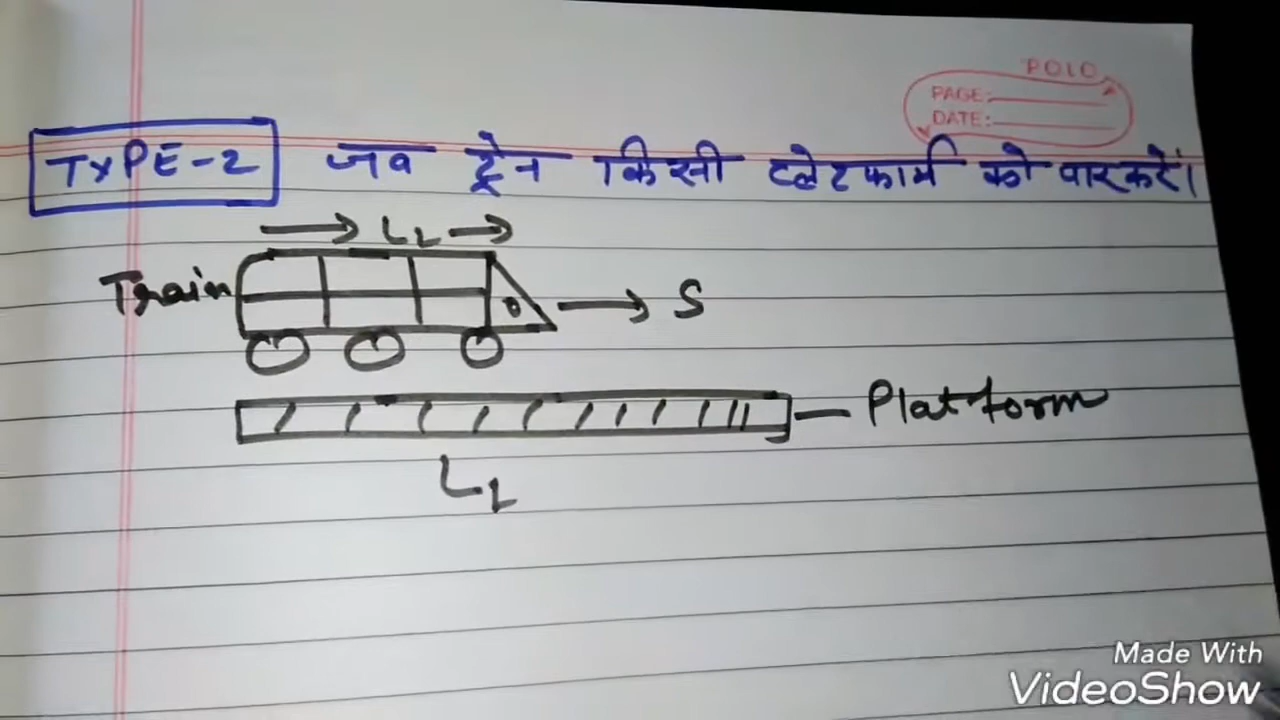 POLO
PAGE:
DATE:
TYPE-2 जब ट्रेन किसी प्लेटफार्म को पार करें।
L₁
Train S
Platform
L₂
Made With
VideoShow